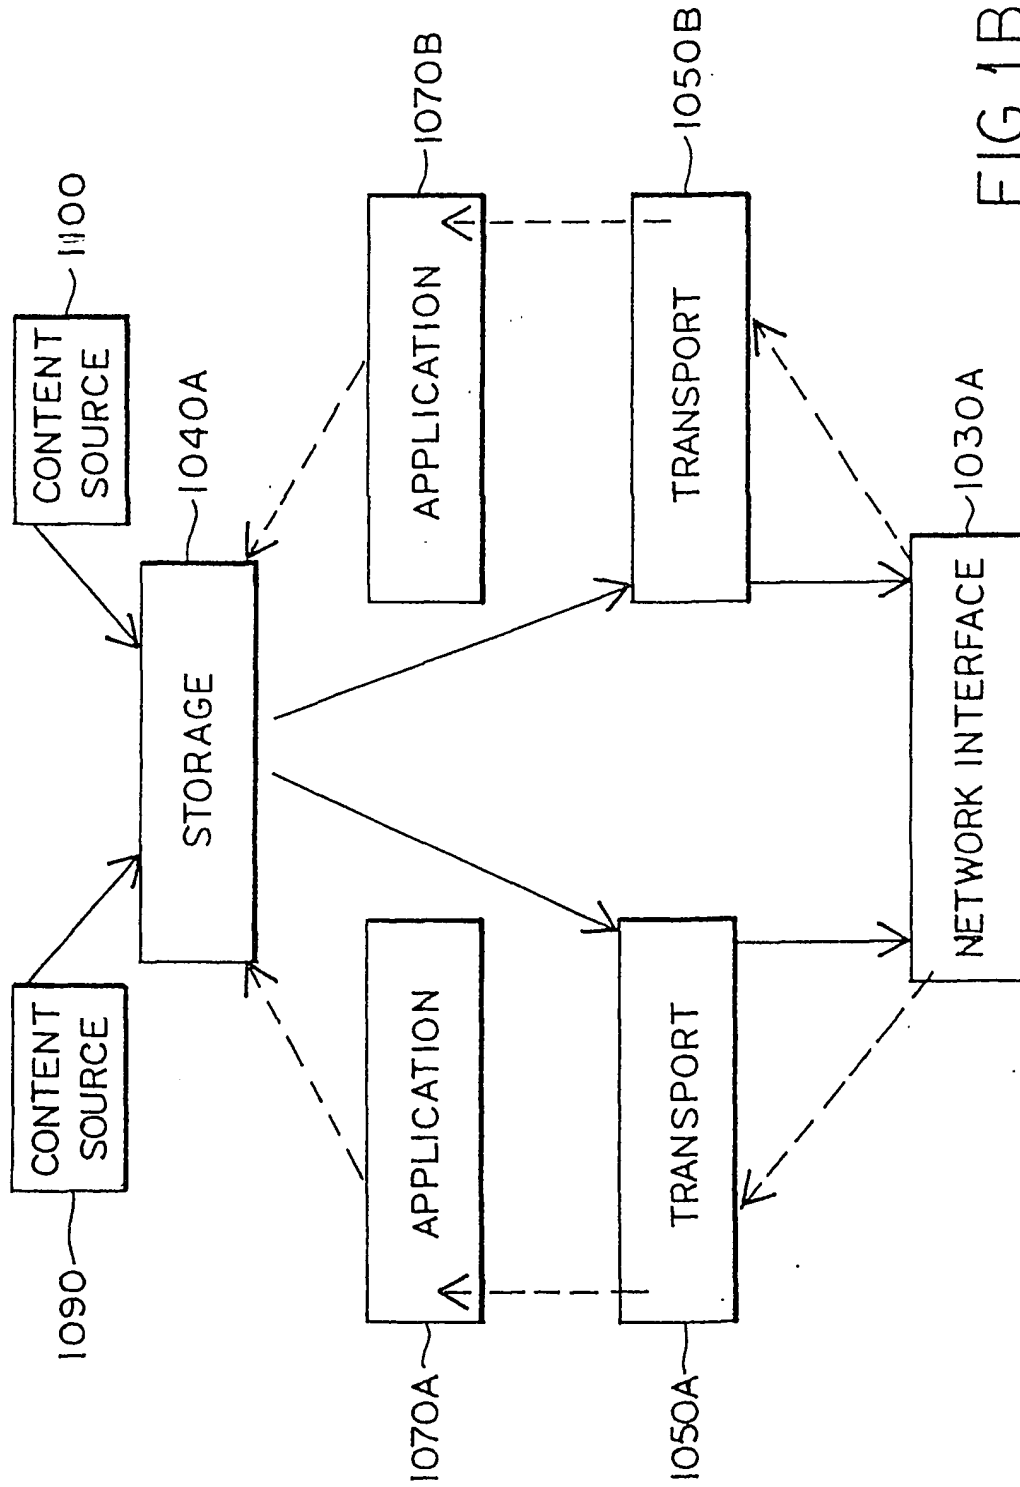 1090
CONTENT
SOURCE
CONTENT
SOURCE
1100
STORAGE
1040A
1070A
APPLICATION
APPLICATION
1070B
1050A
TRANSPORT
TRANSPORT
1050B
NETWORK INTERFACE
1030A
FIG 1B